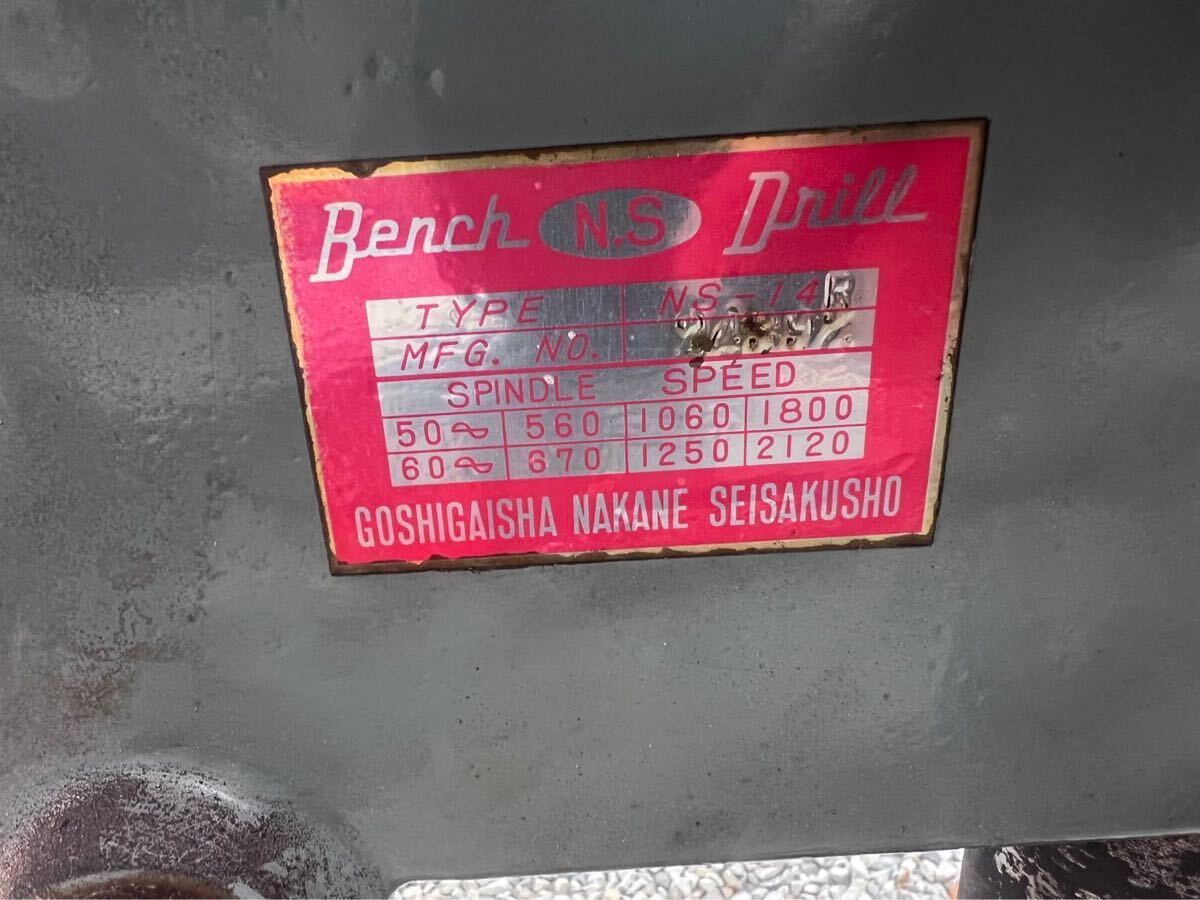 Bench N.S Drill
TYPE NS-14R
MFG. NO.
SPINDLE SPEED
50~ 560 1060 1800
60~ 670 1250 2120
GOSHIGAISHA NAKANE SEISAKUSHO